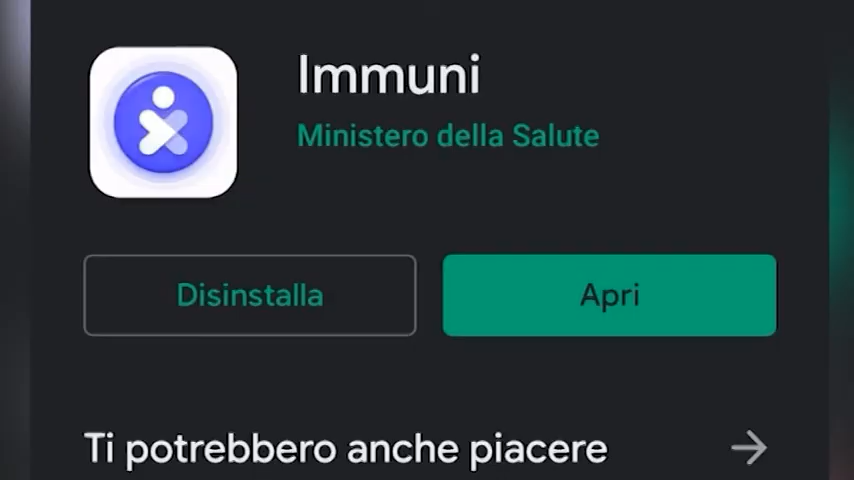 Immuni
Ministero della Salute
Disinstalla
Apri
Ti potrebbero anche piacere